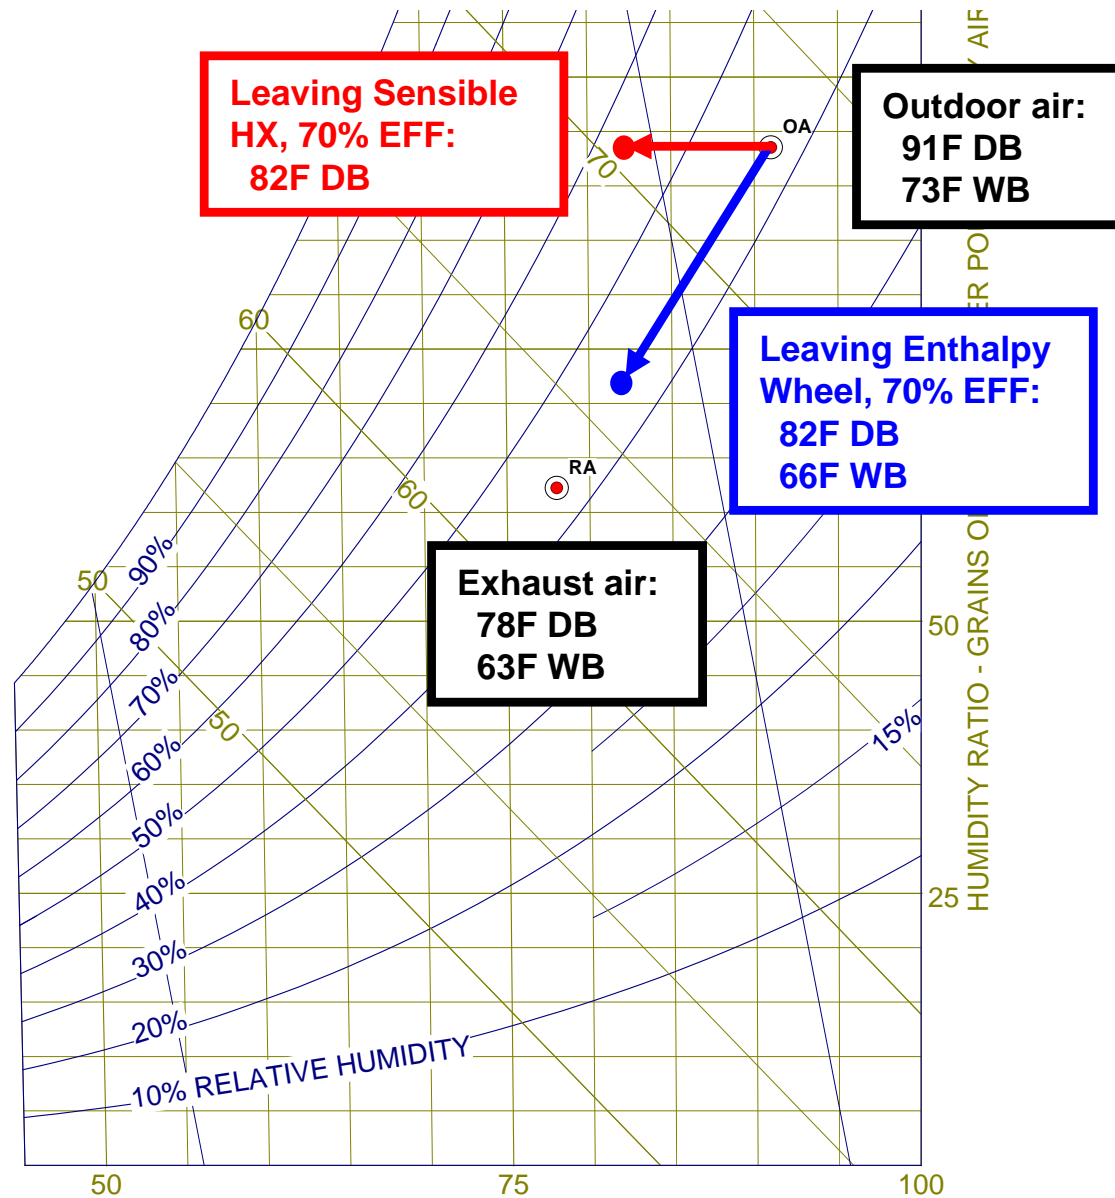 Leaving Sensible
HX, 70% EFF:
82F DB
OA
Outdoor air:
91F DB
73F WB
70
60
Leaving Enthalpy
Wheel, 70% EFF:
82F DB
66F WB
RA
60
90%
50
80%
Exhaust air:
78F DB
63F WB
50
70%
50
15%
60%
50%
40%
25
30%
20%
10% RELATIVE HUMIDITY
HUMIDITY RATIO - GRAINS O
ER PO
AIR
50
75
100